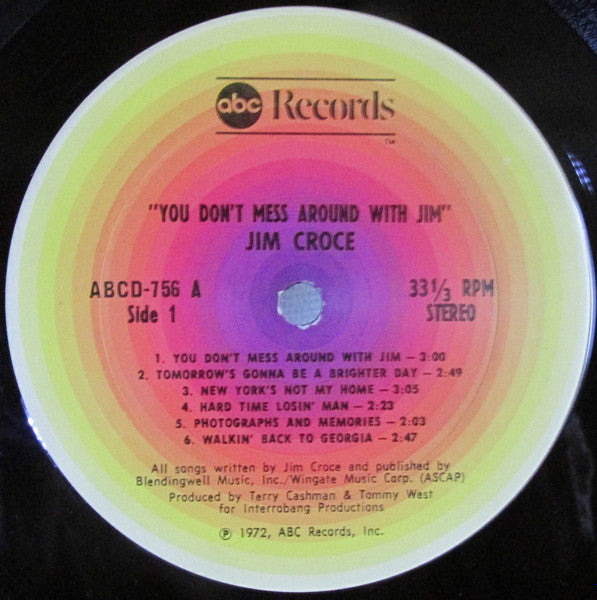 abc Records
TM
"YOU DON'T MESS AROUND WITH JIM"
JIM CROCE
ABCD-756 A
Side 1
33 1/3 RPM
STEREO
1. YOU DON'T MESS AROUND WITH JIM — 3:00
2. TOMORROW'S GONNA BE A BRIGHTER DAY — 2:49
3. NEW YORK'S NOT MY HOME — 3:05
4. HARD TIME LOSIN' MAN — 2:23
5. PHOTOGRAPHS AND MEMORIES — 2:03
6. WALKIN' BACK TO GEORGIA — 2:47
All songs written by Jim Croce and published by
Blendingwell Music, Inc./Wingate Music Corp. (ASCAP)
Produced by Terry Cashman & Tommy West
for Interrobang Productions
℗ 1972, ABC Records, Inc.